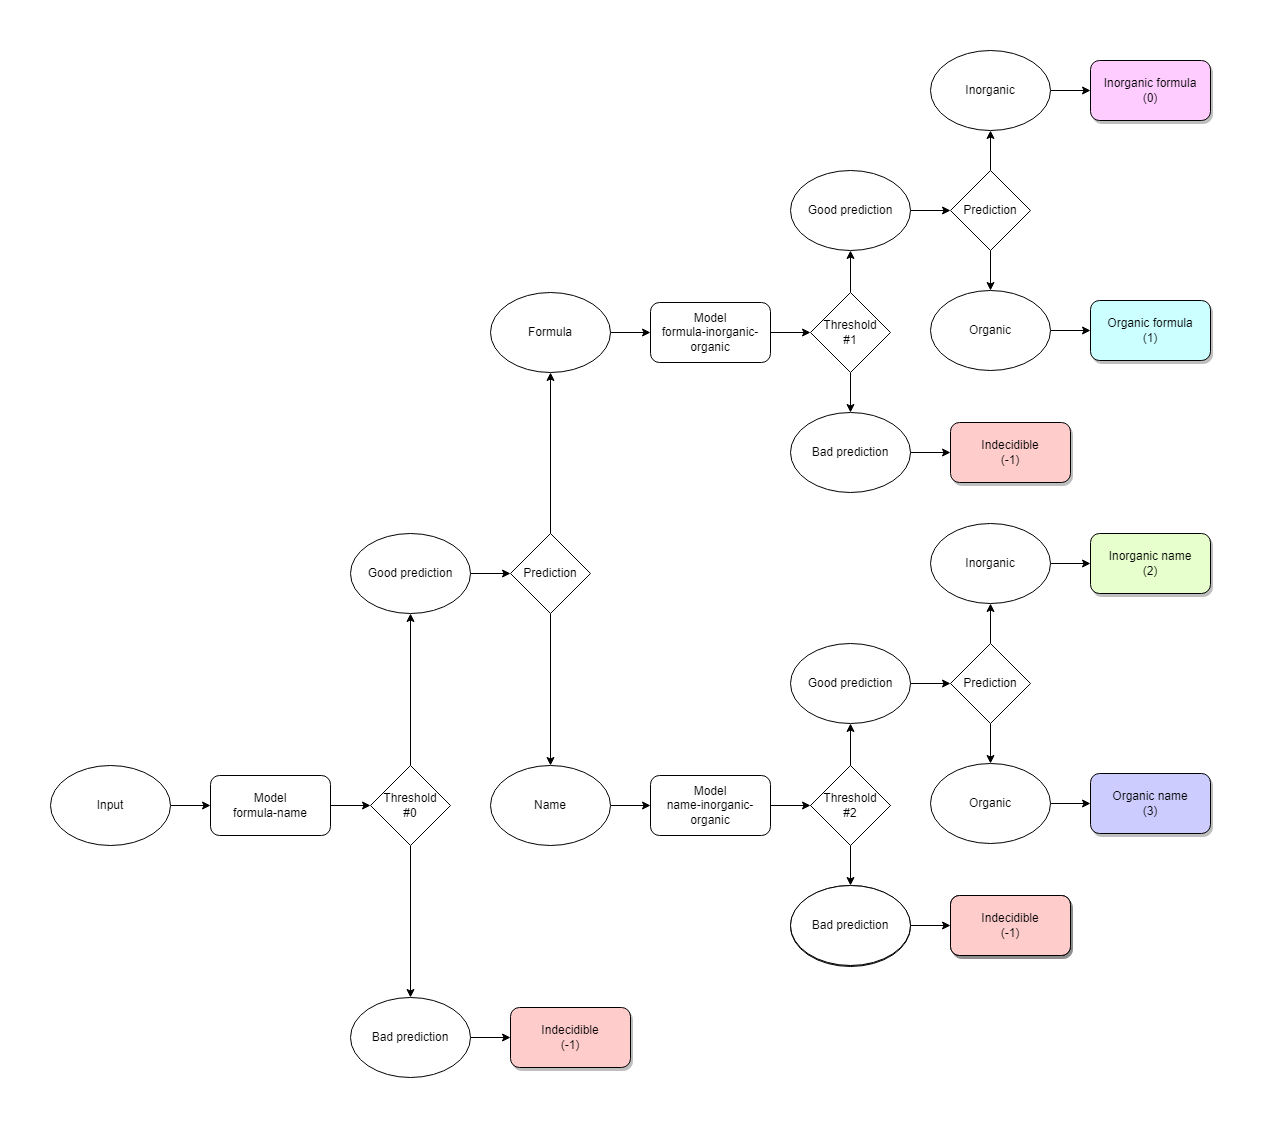 Inorganic
Inorganic formula
(0)
Good prediction
Prediction
Formula
Model
formula-inorganic-
organic
Threshold
#1
Organic
Organic formula
(1)
Bad prediction
Indecidible
(-1)
Good prediction
Prediction
Inorganic
Inorganic name
(2)
Good prediction
Prediction
Input
Model
formula-name
Threshold
#0
Name
Model
name-inorganic-
organic
Threshold
#2
Organic
Organic name
(3)
Bad prediction
Indecidible
(-1)
Bad prediction
Indecidible
(-1)